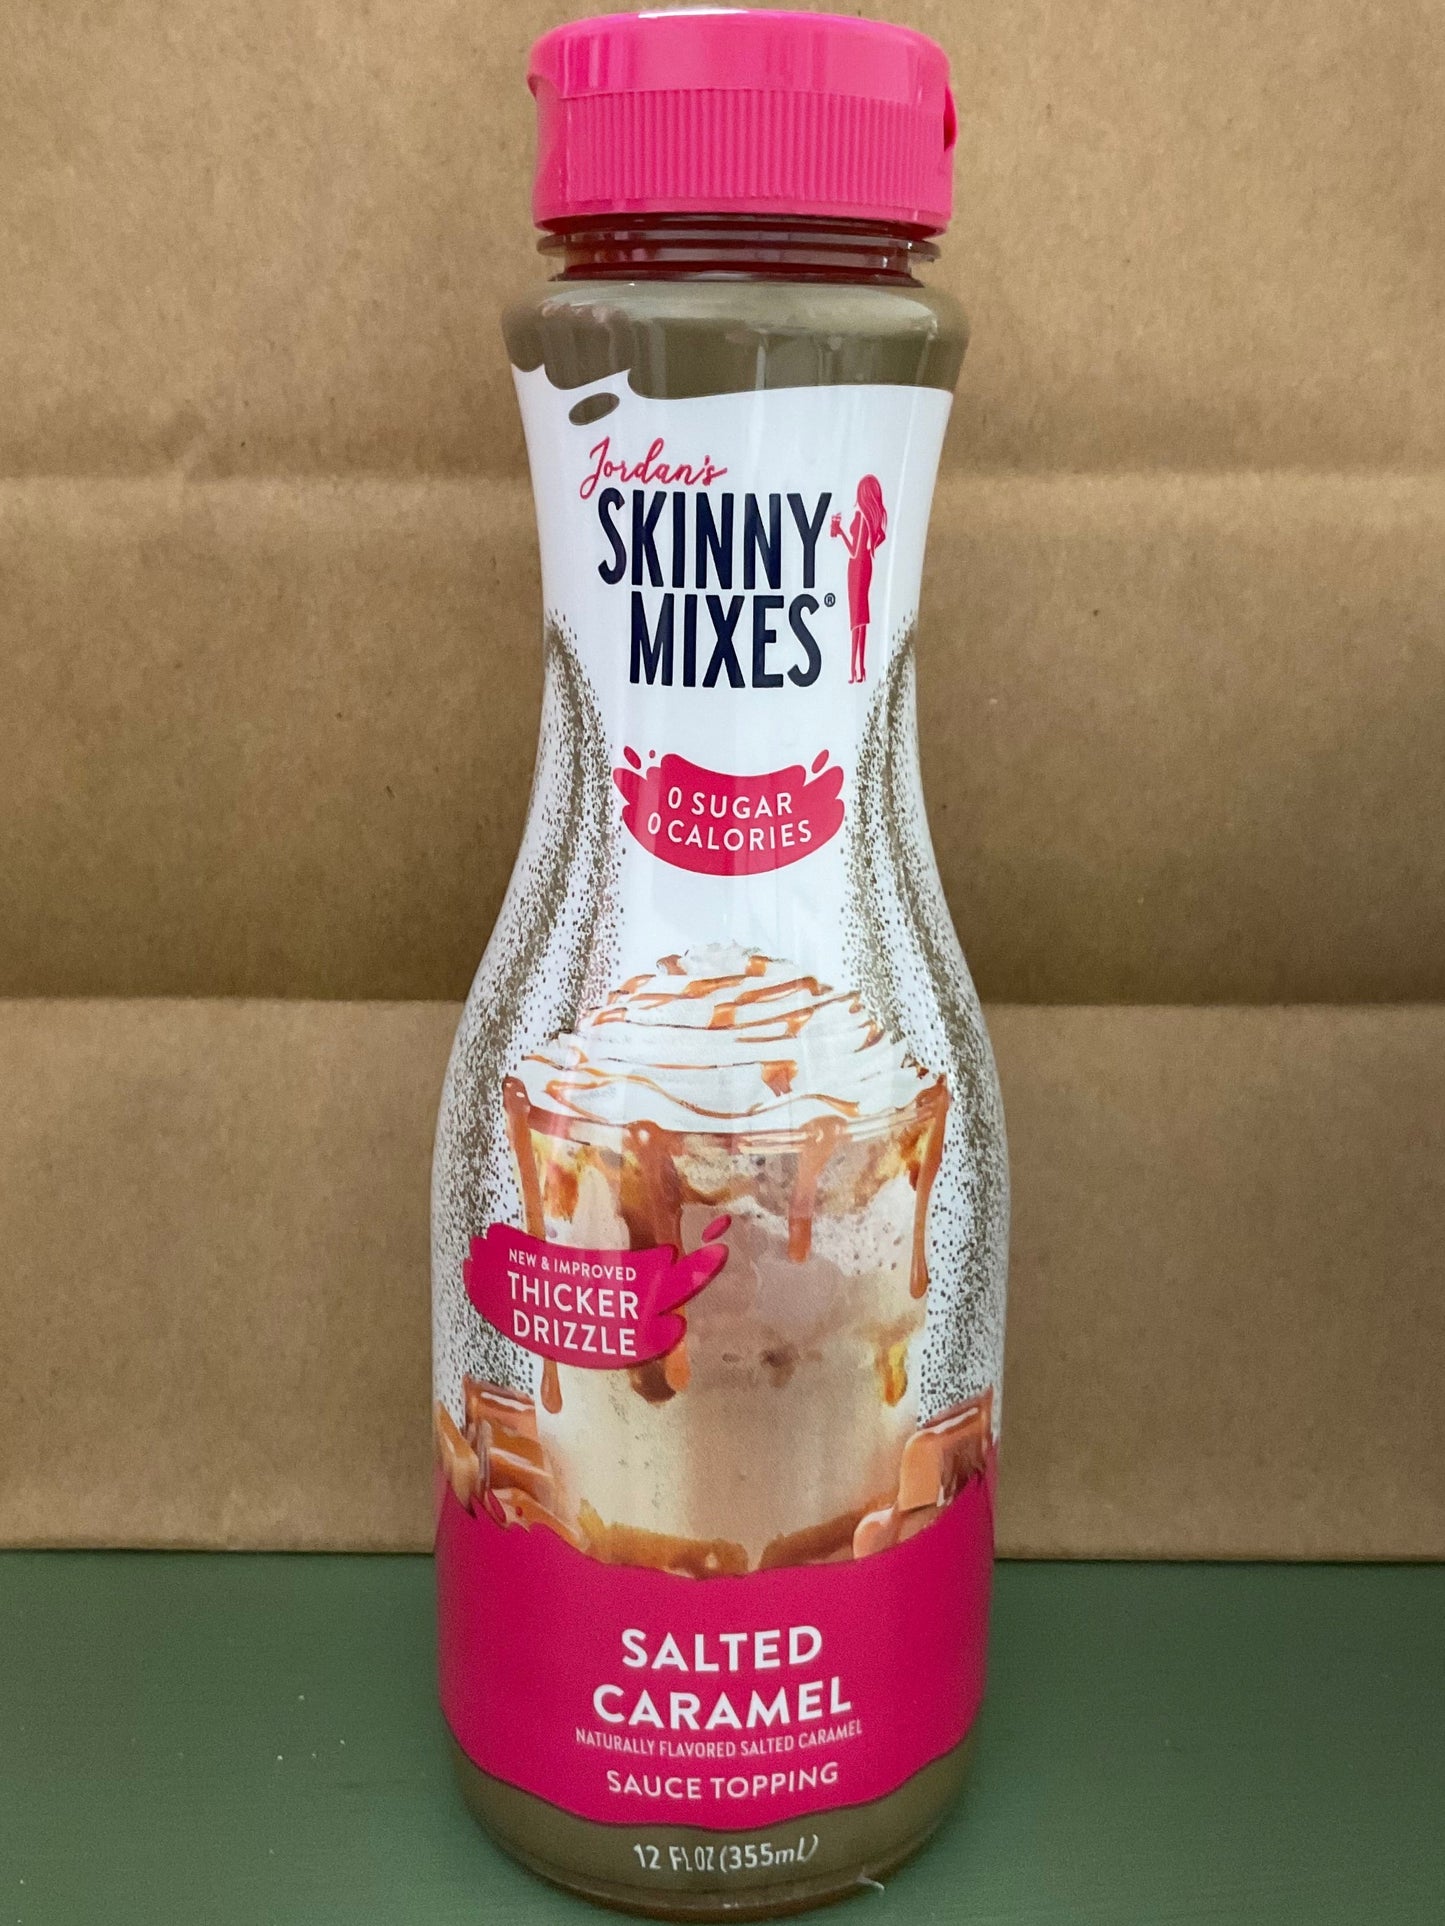 Jordan's
SKINNY
MIXES®
0 SUGAR
0 CALORIES
NEW & IMPROVED
THICKER
DRIZZLE
SALTED
CARAMEL
NATURALLY FLAVORED SALTED CARAMEL
SAUCE TOPPING
12 FL OZ (355mL)